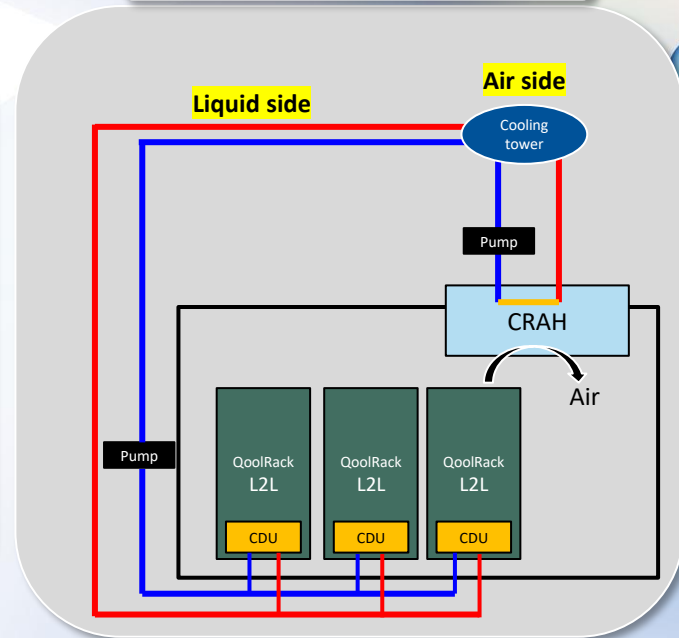 Liquid side
Air side
Cooling
tower
Pump
CRAH
Air
Pump
QoolRack
L2L
CDU
QoolRack
L2L
CDU
QoolRack
L2L
CDU